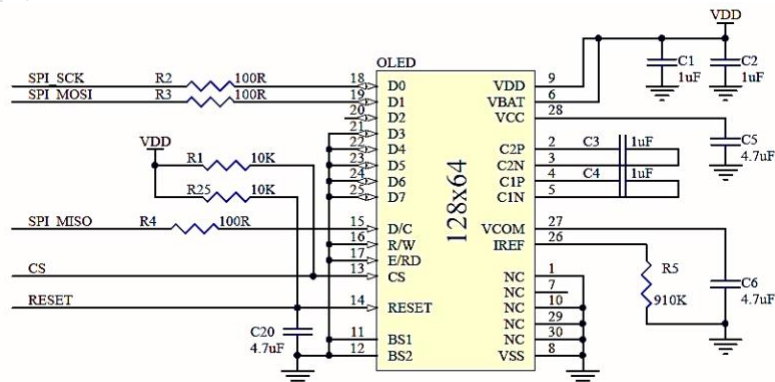 VDD
OLED
C1
1uF
C2
1uF
SPI_SCK R2 100R 18 D0 VDD 9
SPI_MOSI R3 100R 19 D1 VBAT 6
20 D2 VCC 28
21 D3
C5
4.7uF
VDD
22 D4 C2P 2 C3 1uF
R1 10K 23 D5 C2N 3
24 D6 C1P 4 C4 1uF
R25 10K 25 D7 C1N 5
128x64
SPI_MISO R4 100R 15 D/C VCOM 27
16 R/W IREF 26
17 E/RD
CS 13 CS NC 1
R5
910K
C6
4.7uF
NC 7
RESET 14 RESET NC 10
NC 29
C20
4.7uF
11 BS1 NC 30
12 BS2 VSS 8